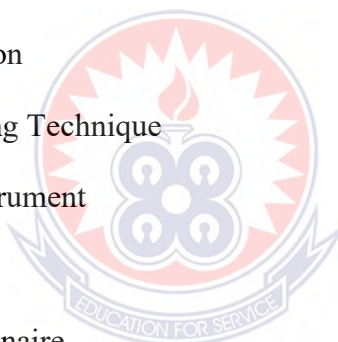 on
ng Technique
rument
EDUCATION FOR SERVICE
naire